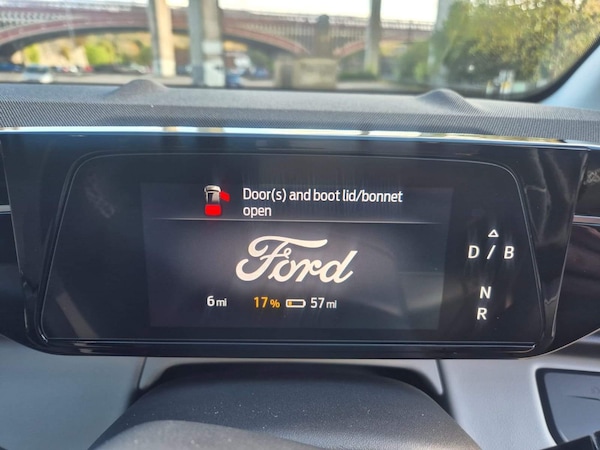 Door(s) and boot lid/bonnet
open
Ford
D / B
6 mi 17 % 57 mi
N
R